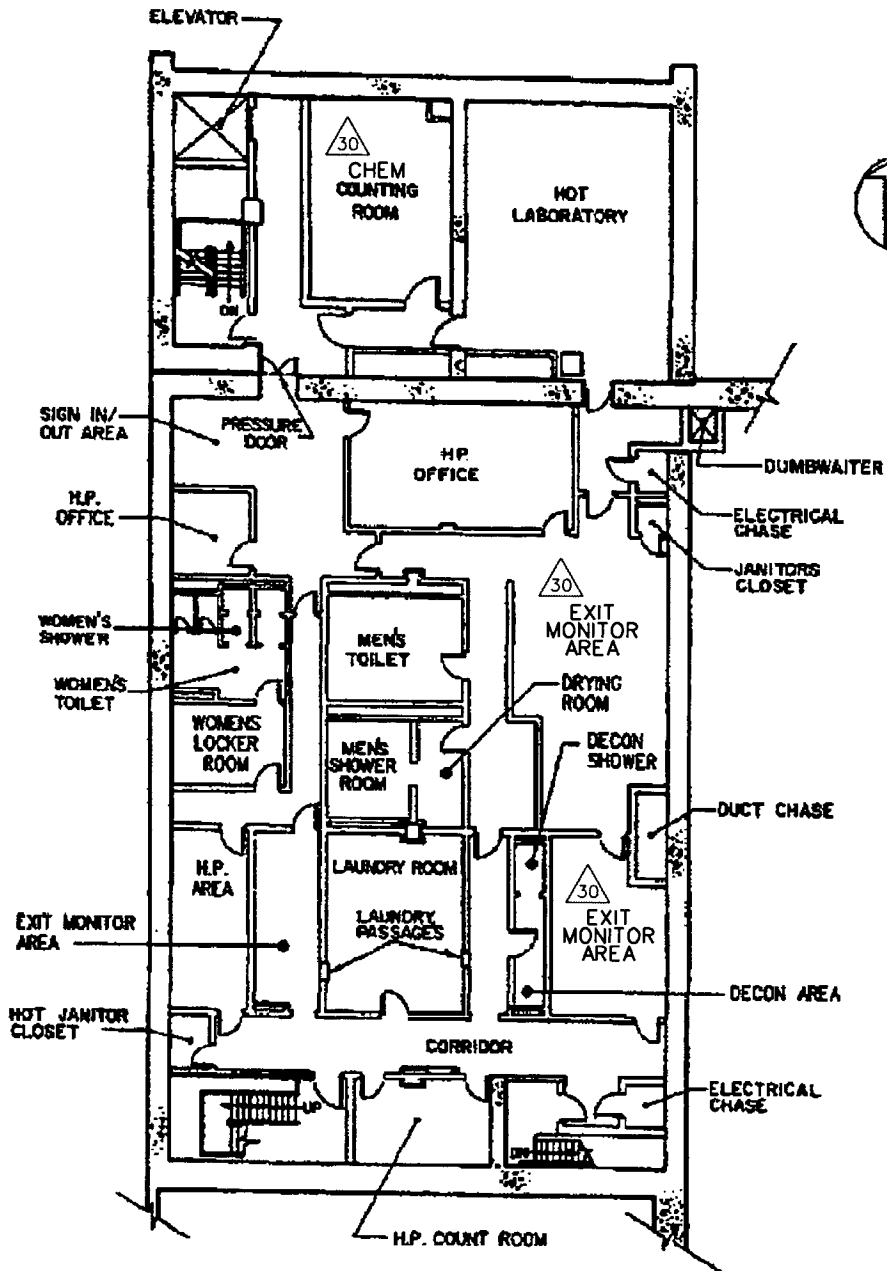 ELEVATOR
30
CHEM
COUNTING
ROOM
HOT
LABORATORY
DN
SIGN IN/
OUT AREA
PRESSURE
DOOR
H.P.
OFFICE
DUMBWAITER
H.P.
OFFICE
ELECTRICAL
CHASE
JANITORS
CLOSET
30
EXIT
MONITOR
AREA
WOMEN'S
SHOWER
MEN'S
TOILET
WOMEN'S
TOILET
DRYING
ROOM
WOMENS
LOCKER
ROOM
MEN'S
SHOWER
ROOM
DECON
SHOWER
DUCT CHASE
H.P.
AREA
LAUNDRY ROOM
30
EXIT
MONITOR
AREA
LAUNDRY
PASSAGES
EXIT MONITOR
AREA
DECON AREA
HOT JANITOR
CLOSET
CORRIDOR
ELECTRICAL
CHASE
UP
DN
H.P. COUNT ROOM